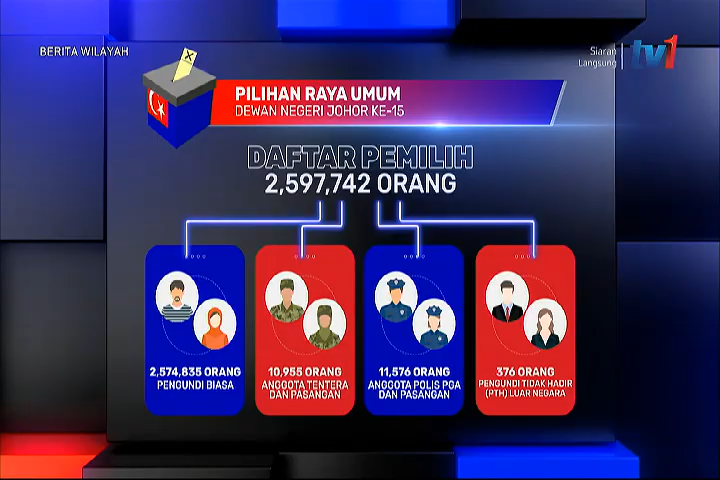 BERITA WILAYAH
Siaran
Langsung
tv1
PILIHAN RAYA UMUM
DEWAN NEGERI JOHOR KE-15
DAFTAR PEMILIH
2,597,742 ORANG
2,574,835 ORANG
PENGUNDI BIASA
10,955 ORANG
ANGGOTA TENTERA
DAN PASANGAN
11,576 ORANG
ANGGOTA POLIS PGA
DAN PASANGAN
376 ORANG
PENGUNDI TIDAK HADIR
(PTH) LUAR NEGARA